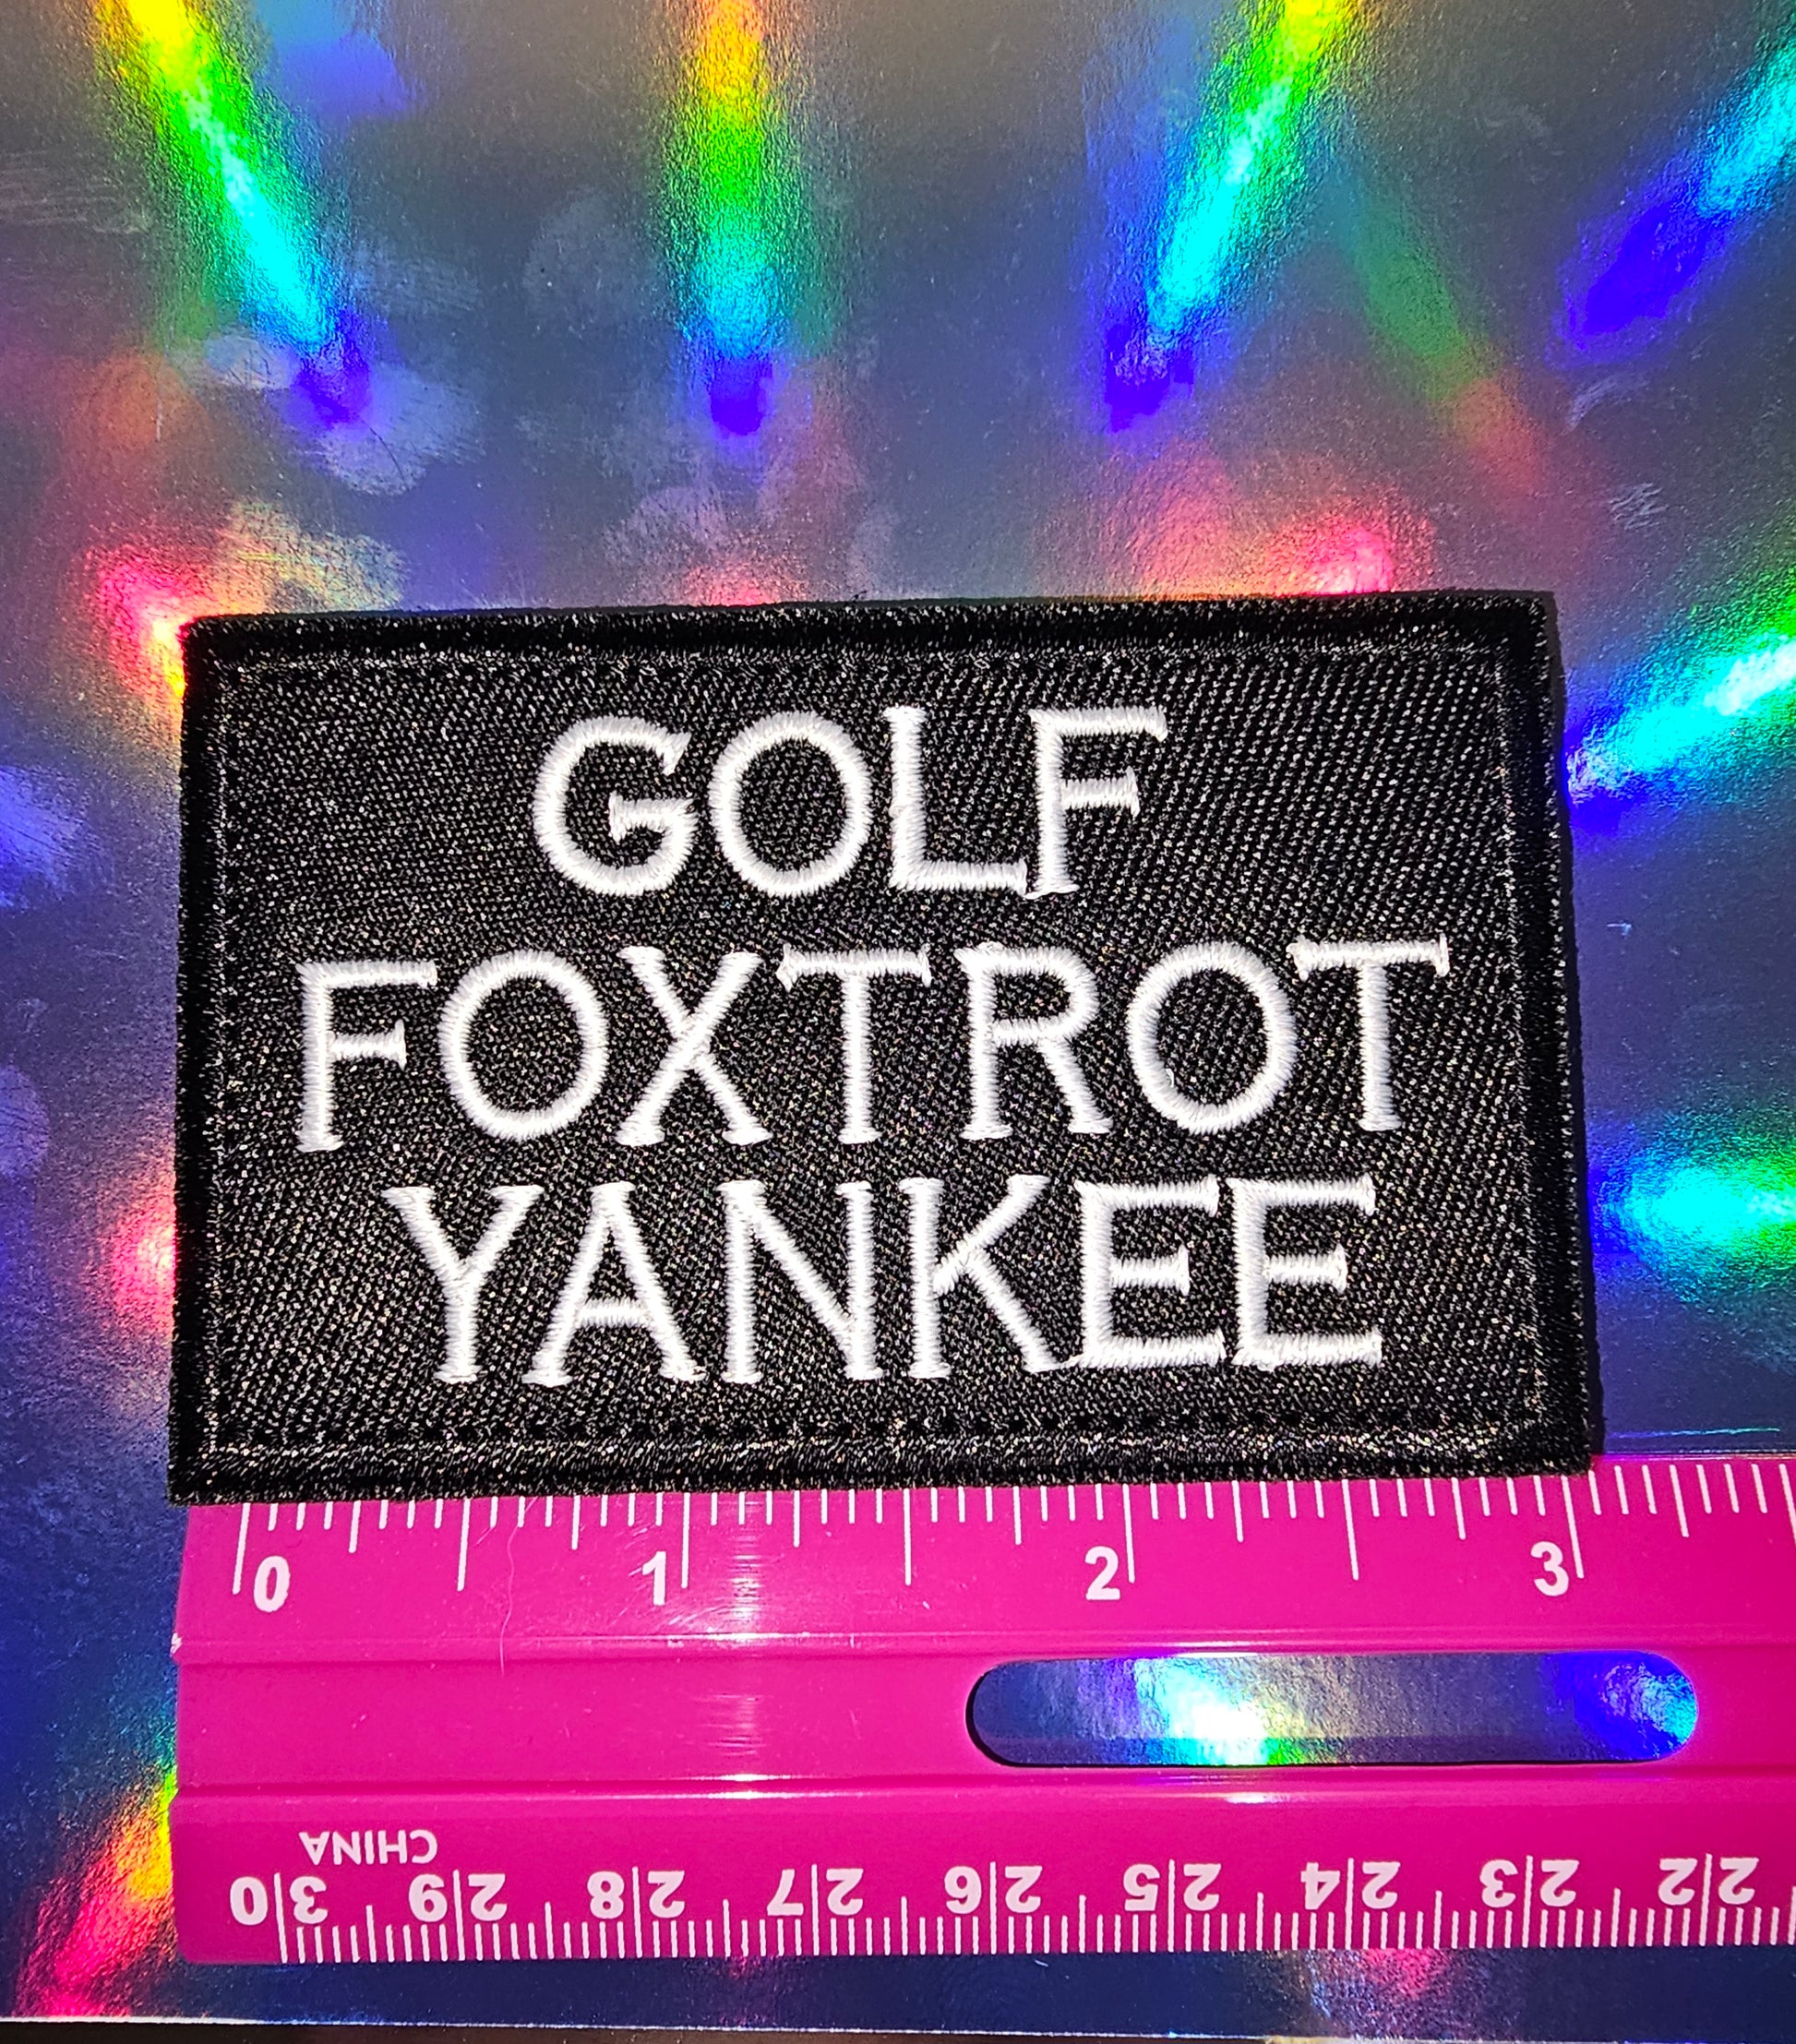 GOLF
FOXTROT
YANKEE
0 1 2 3
CHINA
30 29 28 27 26 25 24 23 22